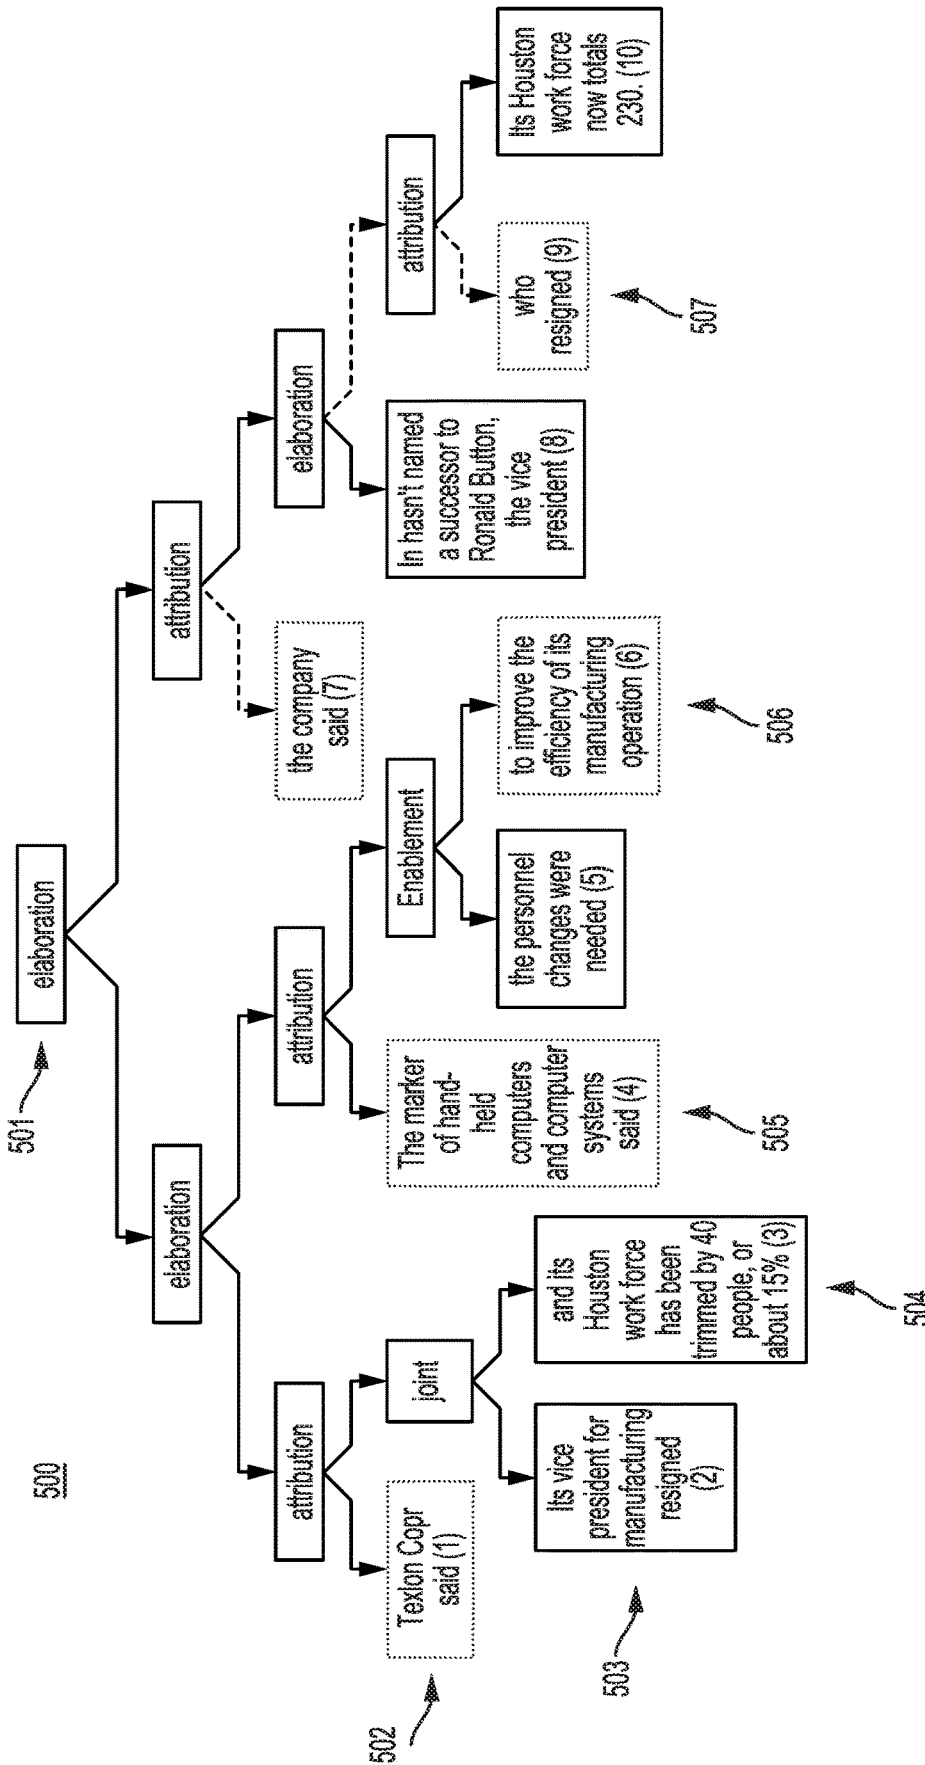 500
501
elaboration
elaboration
attribution
attribution
attribution
elaboration
Texlon Copr
said (1)
joint
The marker
of hand-
held
computers
and computer
systems
said (4)
Enablement
the company
said (7)
In hasn't named
a successor to
Ronald Button,
the vice
president (8)
attribution
502
Its vice
president for
manufacturing
resigned
(2)
and its
Houston
work force
has been
trimmed by 40
people, or
about 15% (3)
the personnel
changes were
needed (5)
to improve the
efficiency of its
manufacturing
operation (6)
who
resigned (9)
Its Houston
work force
now totals
230. (10)
503
504
505
506
507